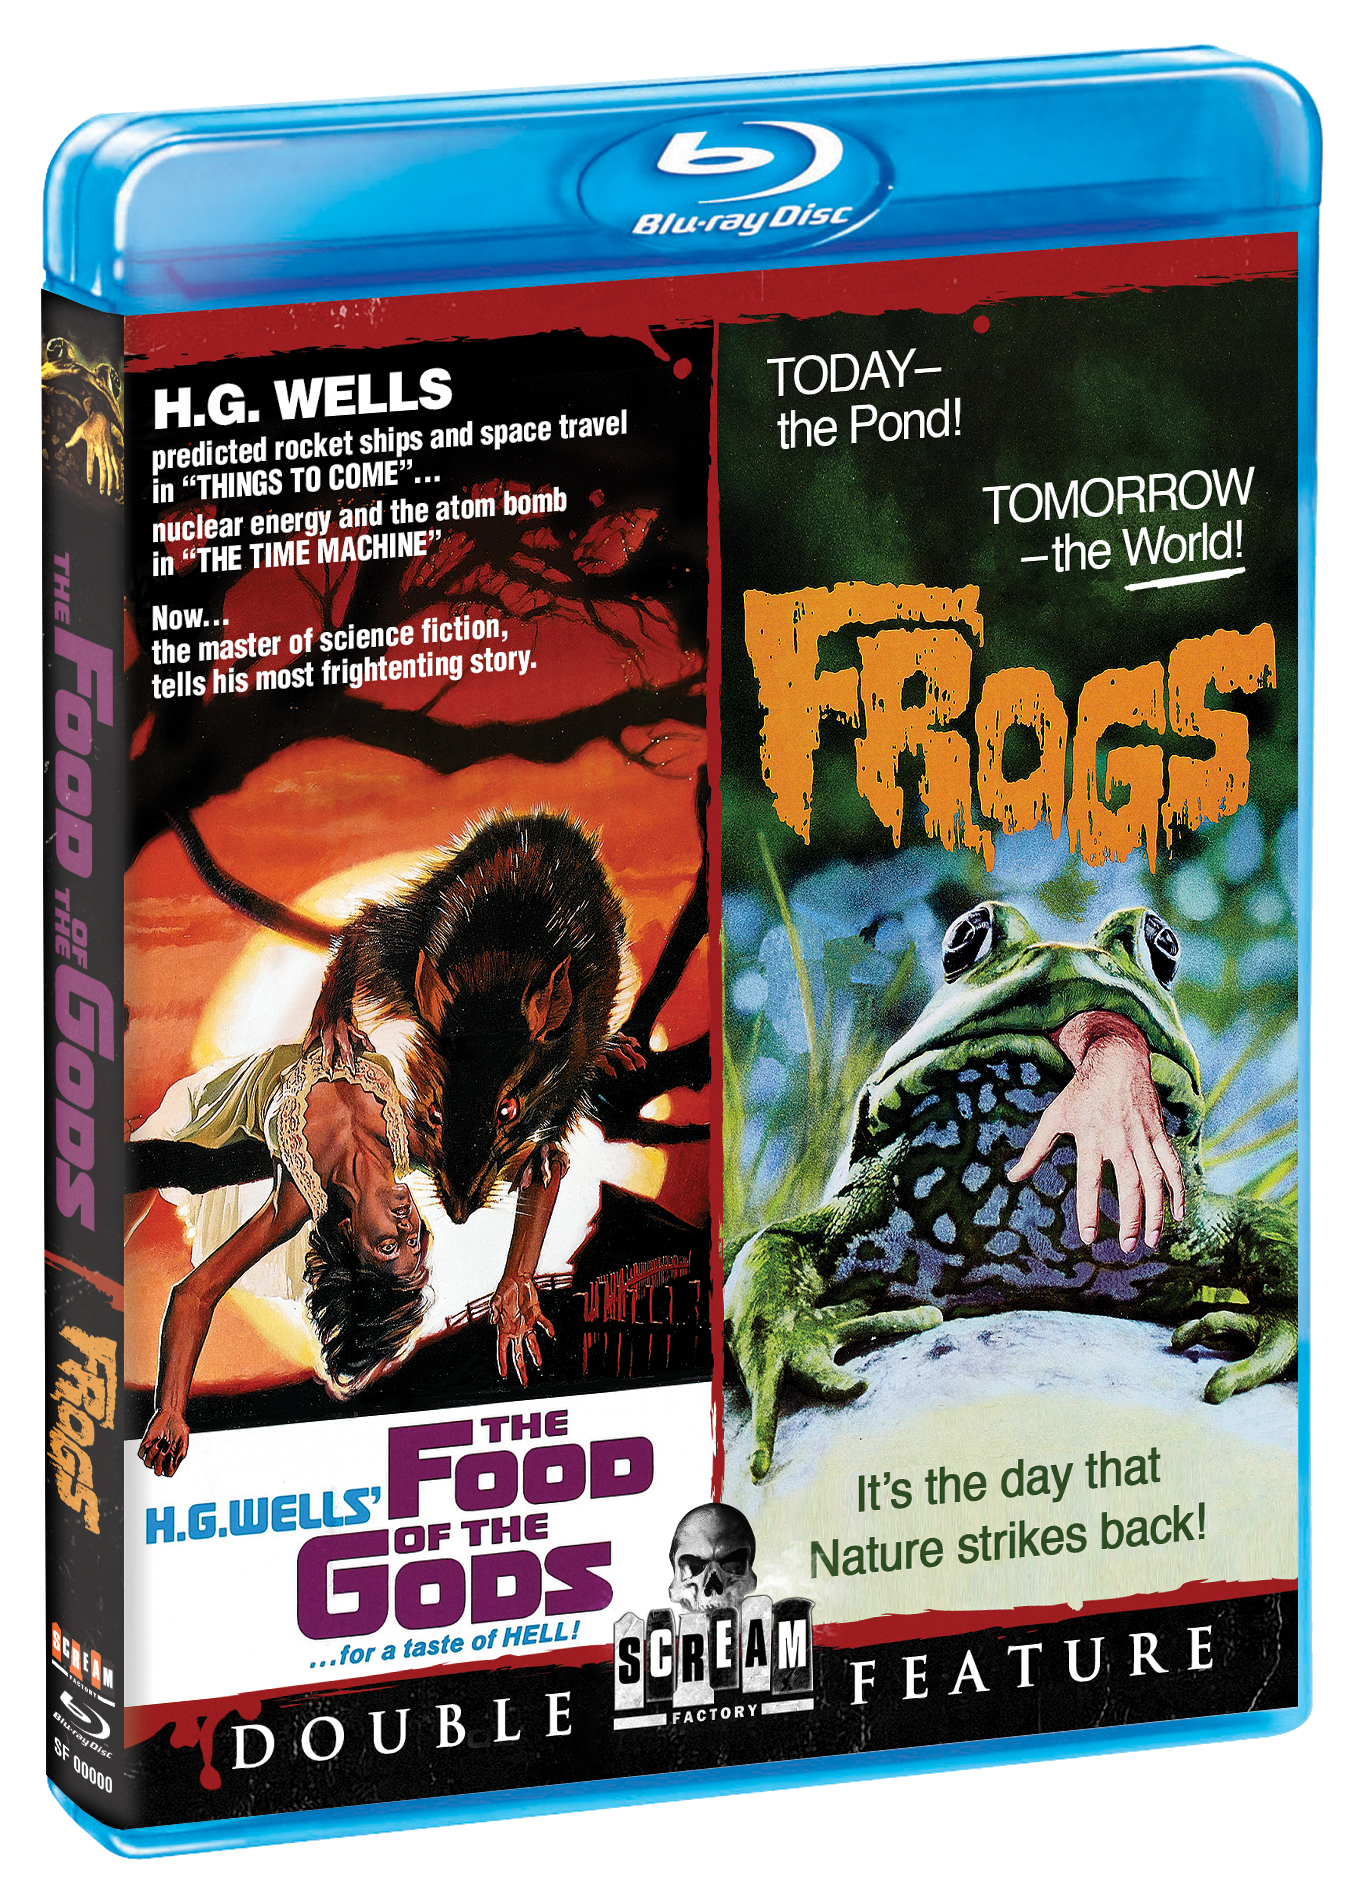 Blu-ray Disc
H.G. WELLS
predicted rocket ships and space travel
in “THINGS TO COME”...
nuclear energy and the atom bomb
in “THE TIME MACHINE”
Now...
the master of science fiction,
tells his most frightenting story.
H.G.WELLS’
THE
FOOD
OF THE
GODS
...for a taste of HELL!
TODAY–
the Pond!
TOMORROW
–the World!
FROGS
It’s the day that
Nature strikes back!
DOUBLE
SCREAM
FACTORY
FEATURE
THE FOOD OF THE GODS
FROGS
SCREAM
FACTORY
Blu-ray Disc
SF 00000